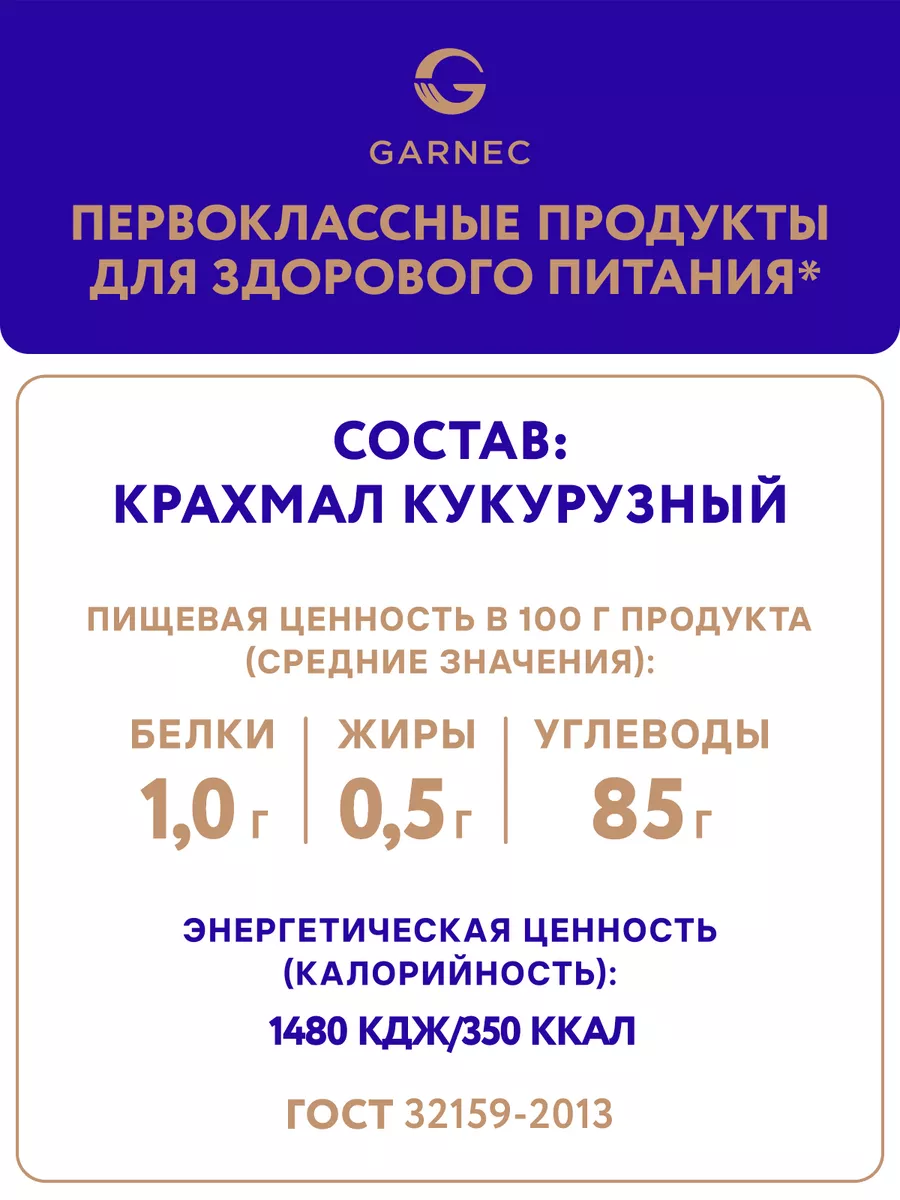 GARNEC
ПЕРВОКЛАССНЫЕ ПРОДУКТЫ
ДЛЯ ЗДОРОВОГО ПИТАНИЯ*
СОСТАВ:
КРАХМАЛ КУКУРУЗНЫЙ
ПИЩЕВАЯ ЦЕННОСТЬ В 100 Г ПРОДУКТА
(СРЕДНИЕ ЗНАЧЕНИЯ):
БЕЛКИ ЖИРЫ УГЛЕВОДЫ
1,0 г 0,5 г 85 г
ЭНЕРГЕТИЧЕСКАЯ ЦЕННОСТЬ
(КАЛОРИЙНОСТЬ):
1480 КДЖ/350 ККАЛ
ГОСТ 32159-2013